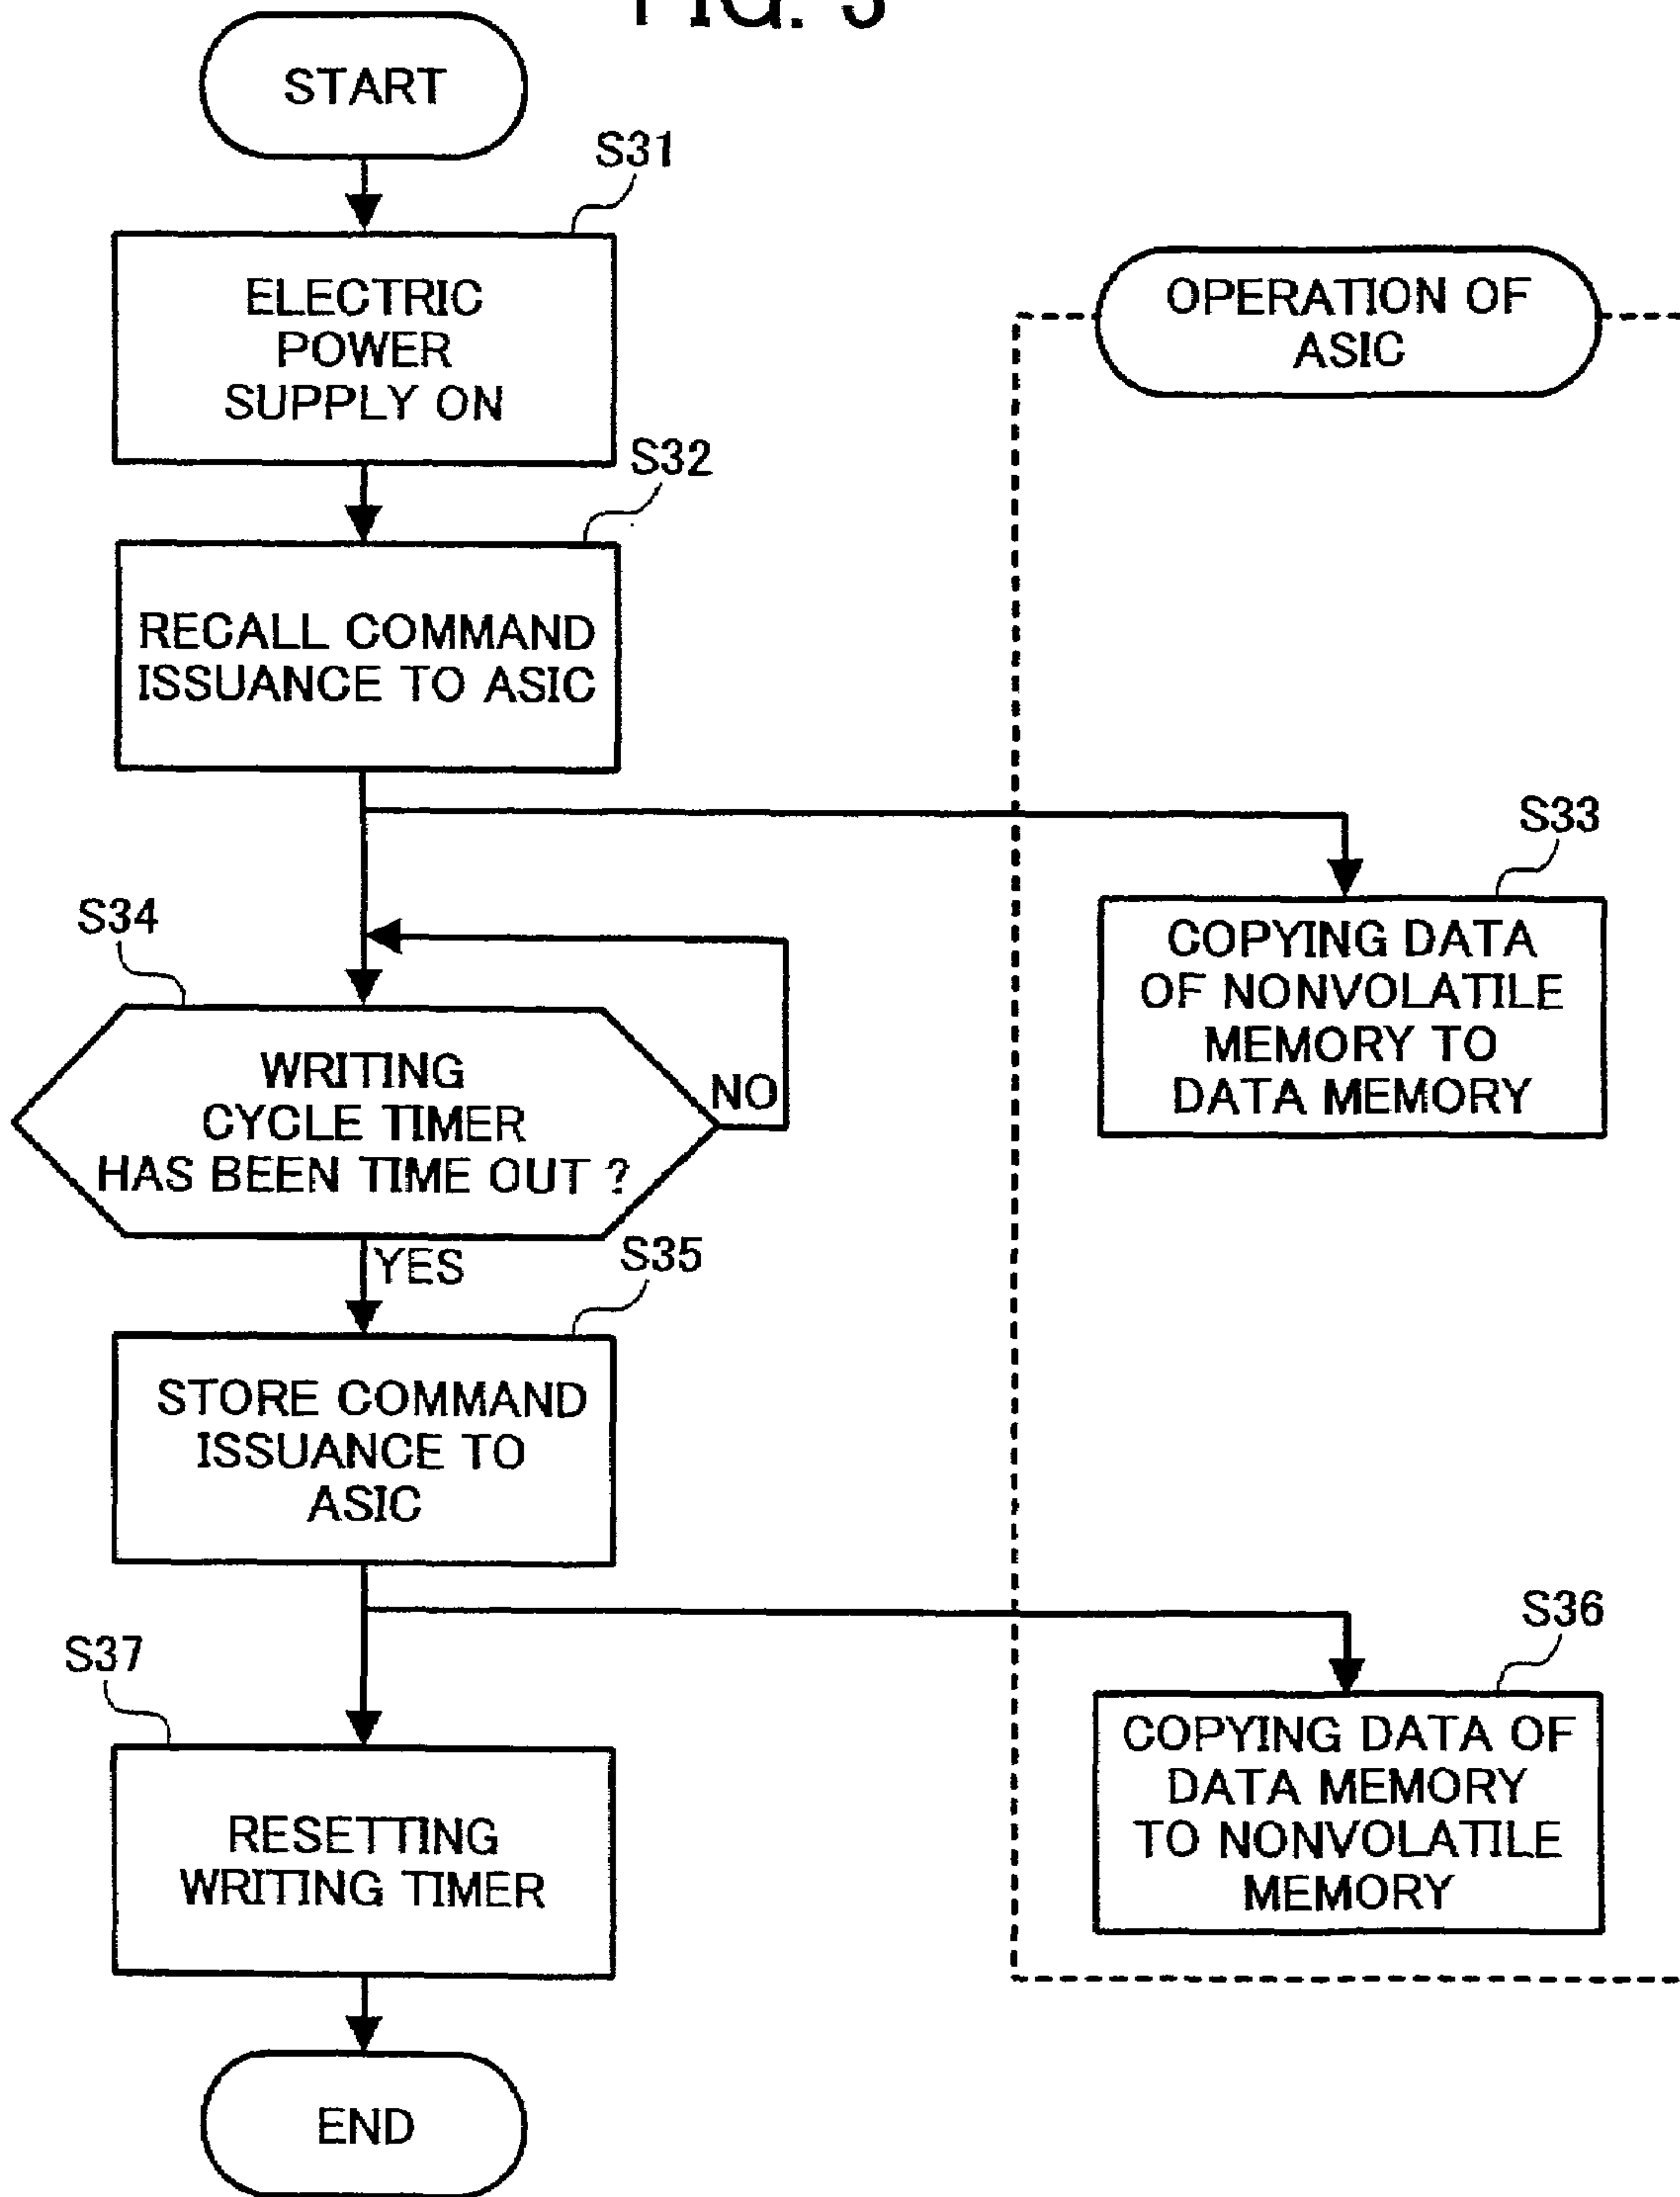 FIG. 3
START
S31
ELECTRIC
POWER
SUPPLY ON
OPERATION OF
ASIC
S32
RECALL COMMAND
ISSUANCE TO ASIC
S33
COPYING DATA
OF NONVOLATILE
MEMORY TO
DATA MEMORY
S34
WRITING
CYCLE TIMER
HAS BEEN TIME OUT ?
NO
YES
S35
STORE COMMAND
ISSUANCE TO
ASIC
S36
COPYING DATA OF
DATA MEMORY
TO NONVOLATILE
MEMORY
S37
RESETTING
WRITING TIMER
END